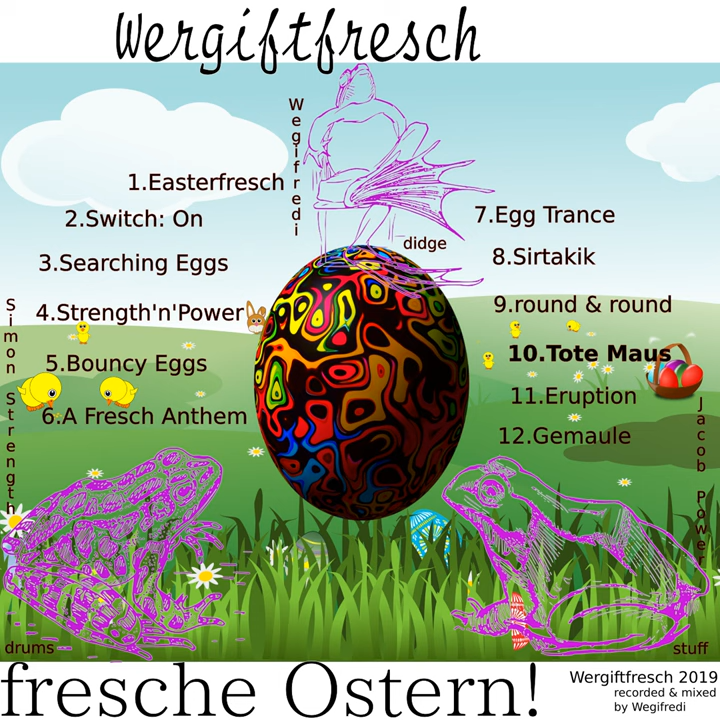 Wergiftfresch
Wegifredi
1.Easterfresch
2.Switch: On
3.Searching Eggs
4.Strength'n'Power
5.Bouncy Eggs
6.A Fresch Anthem
didge
7.Egg Trance
8.Sirtakik
9.round & round
10.Tote Maus
11.Eruption
12.Gemaule
Simon Strength
Jacob Power
drums
stuff
fresche Ostern!
Wergiftfresch 2019
recorded & mixed
by Wegifredi